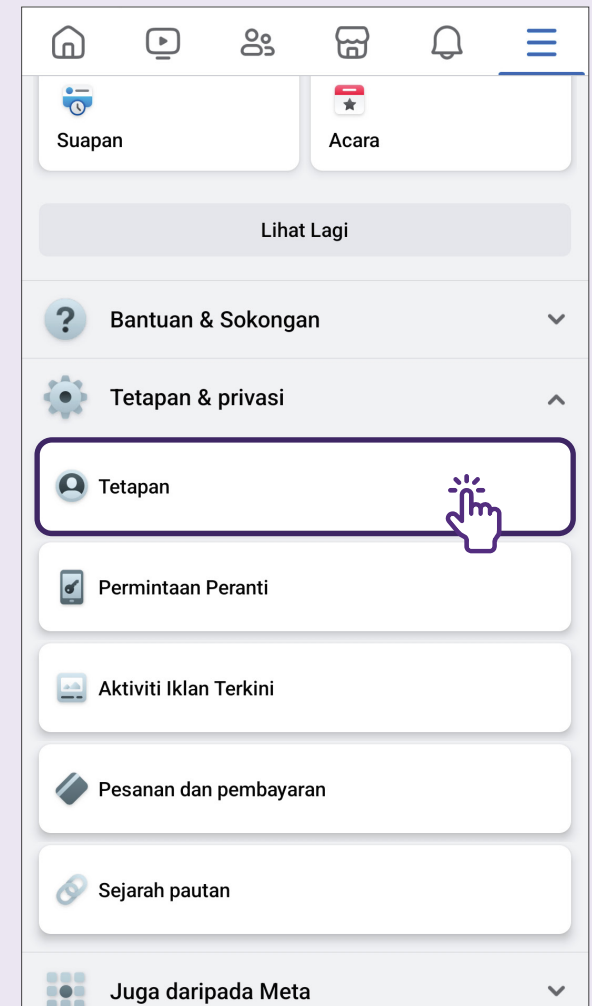 Suapan
Acara
Lihat Lagi
Bantuan & Sokongan
Tetapan & privasi
Tetapan
Permintaan Peranti
Aktiviti Iklan Terkini
Pesanan dan pembayaran
Sejarah pautan
Juga daripada Meta